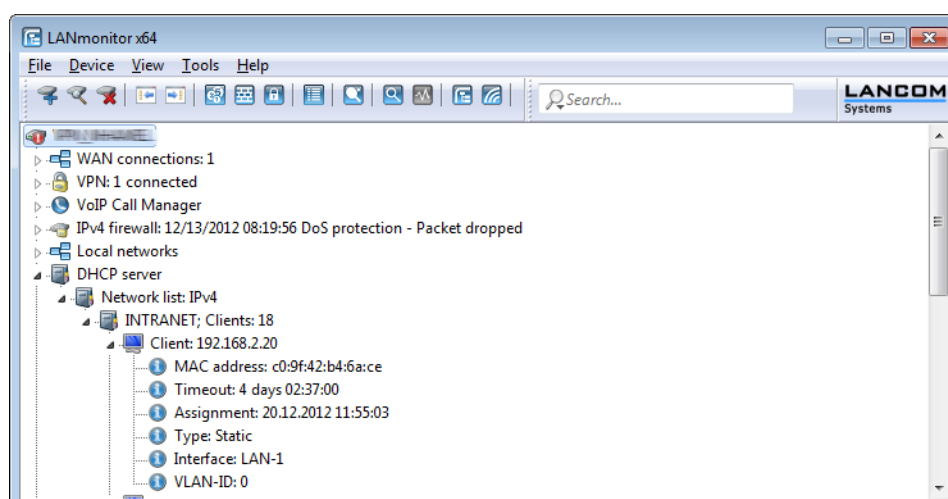 LANmonitor x64
File Device View Tools Help
Search...
LANCOM
Systems
WAN connections: 1
VPN: 1 connected
VoIP Call Manager
IPv4 firewall: 12/13/2012 08:19:56 DoS protection - Packet dropped
Local networks
DHCP server
Network list: IPv4
INTRANET; Clients: 18
Client: 192.168.2.20
MAC address: c0:9f:42:b4:6a:ce
Timeout: 4 days 02:37:00
Assignment: 20.12.2012 11:55:03
Type: Static
Interface: LAN-1
VLAN-ID: 0